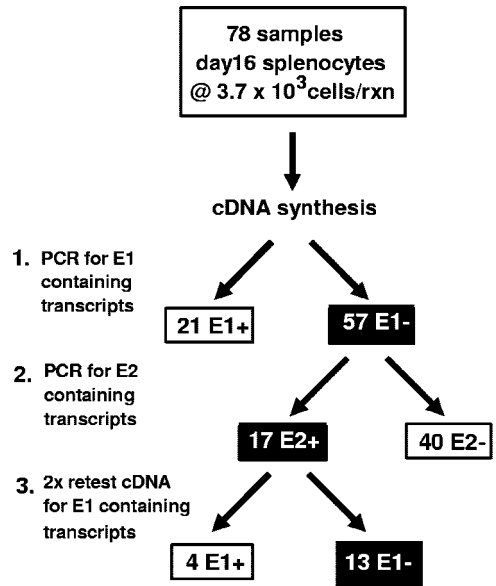 78 samples
day16 splenocytes
@ 3.7 x 10³cells/rxn
cDNA synthesis
1. PCR for E1
containing
transcripts
21 E1+
57 E1-
2. PCR for E2
containing
transcripts
17 E2+
40 E2-
3. 2x retest cDNA
for E1 containing
transcripts
4 E1+
13 E1-